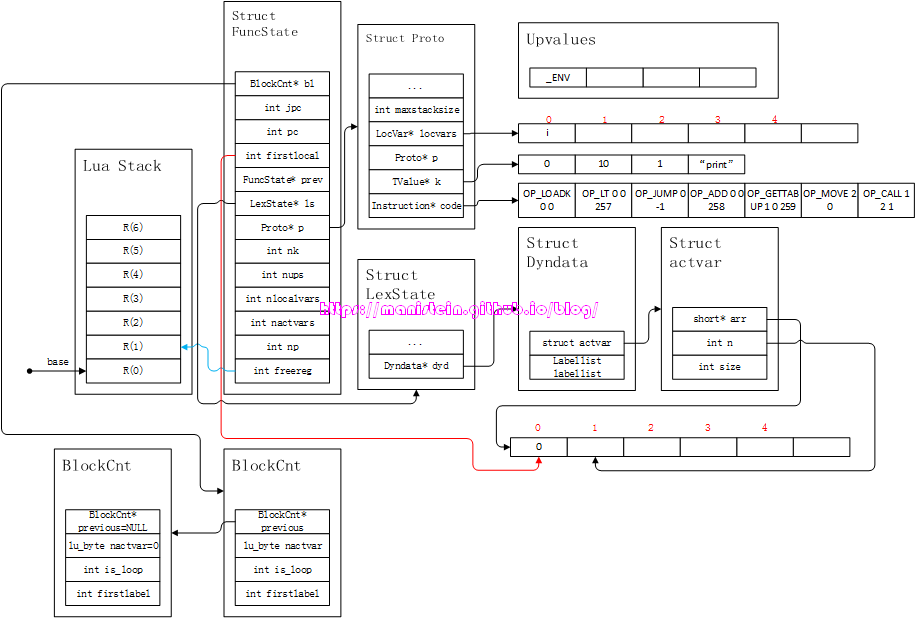 Struct
FuncState
BlockCnt* bl
int jpc
int pc
int firstlocal
FuncState* prev
LexState* ls
Proto* p
int nk
int nups
int nlocalvars
int nactvars
int np
int freereg
Struct Proto
...
int maxstacksize
LocVar* locvars
Proto* p
TValue* k
Instruction* code
Upvalues
_ENV
0 1 2 3 4
i
0 10 1 “print”
OP_LOADK
0 0
OP_LT 0 0
257
OP_JUMP 0
-1
OP_ADD 0 0
258
OP_GETTAB
UP 1 0 259
OP_MOVE 2
0
OP_CALL 1
2 1
Lua Stack
R(6)
R(5)
R(4)
R(3)
R(2)
R(1)
R(0)
base
Struct
LexState
...
Dyndata* dyd
Struct
Dyndata
struct actvar
Labellist
labellist
Struct
actvar
short* arr
int n
int size
https://manistein.github.io/blog/
0 1 2 3 4
0
BlockCnt
BlockCnt*
previous=NULL
lu_byte nactvar=0
int is_loop
int firstlabel
BlockCnt
BlockCnt*
previous
lu_byte nactvar
int is_loop
int firstlabel